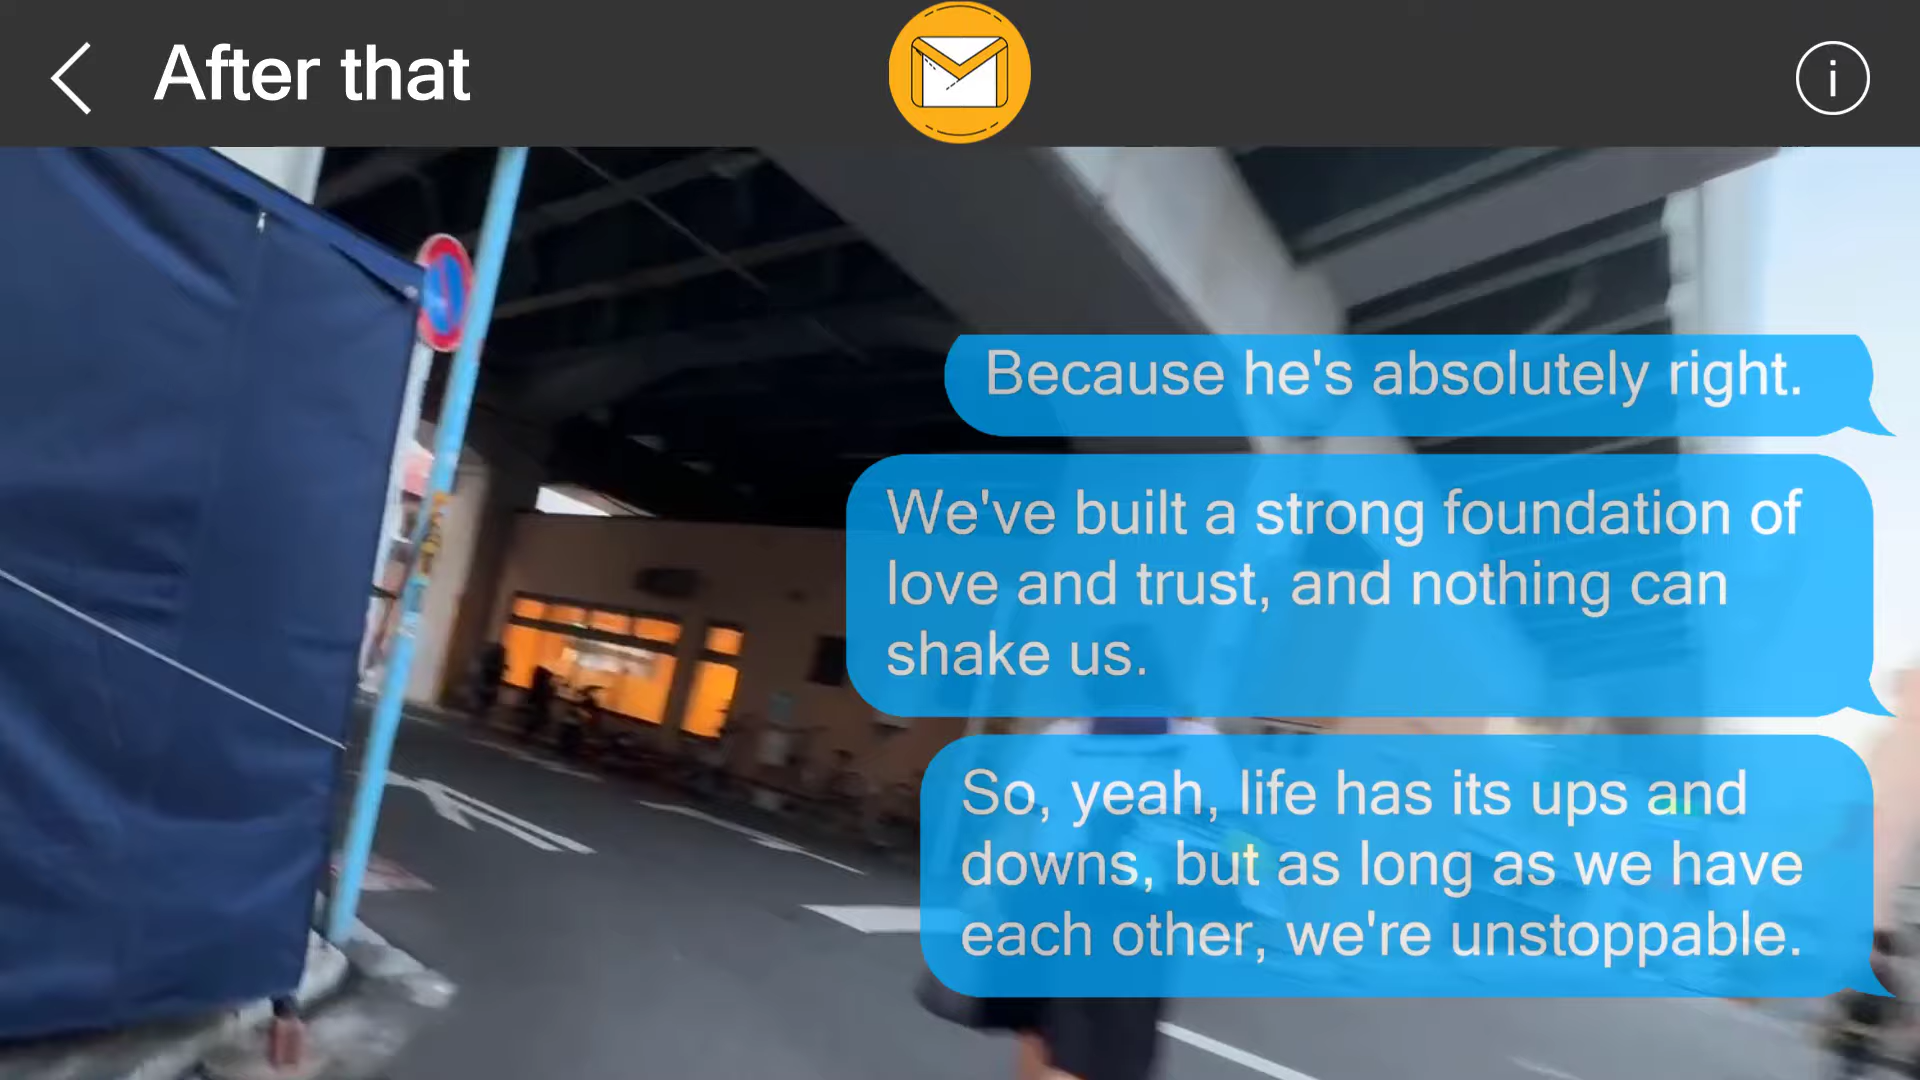 After that
Because he's absolutely right.
We've built a strong foundation of
love and trust, and nothing can
shake us.
So, yeah, life has its ups and
downs, but as long as we have
each other, we're unstoppable.